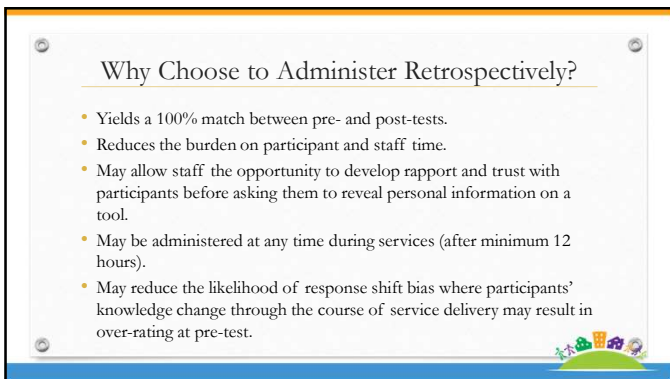 Why Choose to Administer Retrospectively?
• Yields a 100% match between pre- and post-tests.
• Reduces the burden on participant and staff time.
• May allow staff the opportunity to develop rapport and trust with
participants before asking them to reveal personal information on a
tool.
• May be administered at any time during services (after minimum 12
hours).
• May reduce the likelihood of response shift bias where participants’
knowledge change through the course of service delivery may result in
over-rating at pre-test.